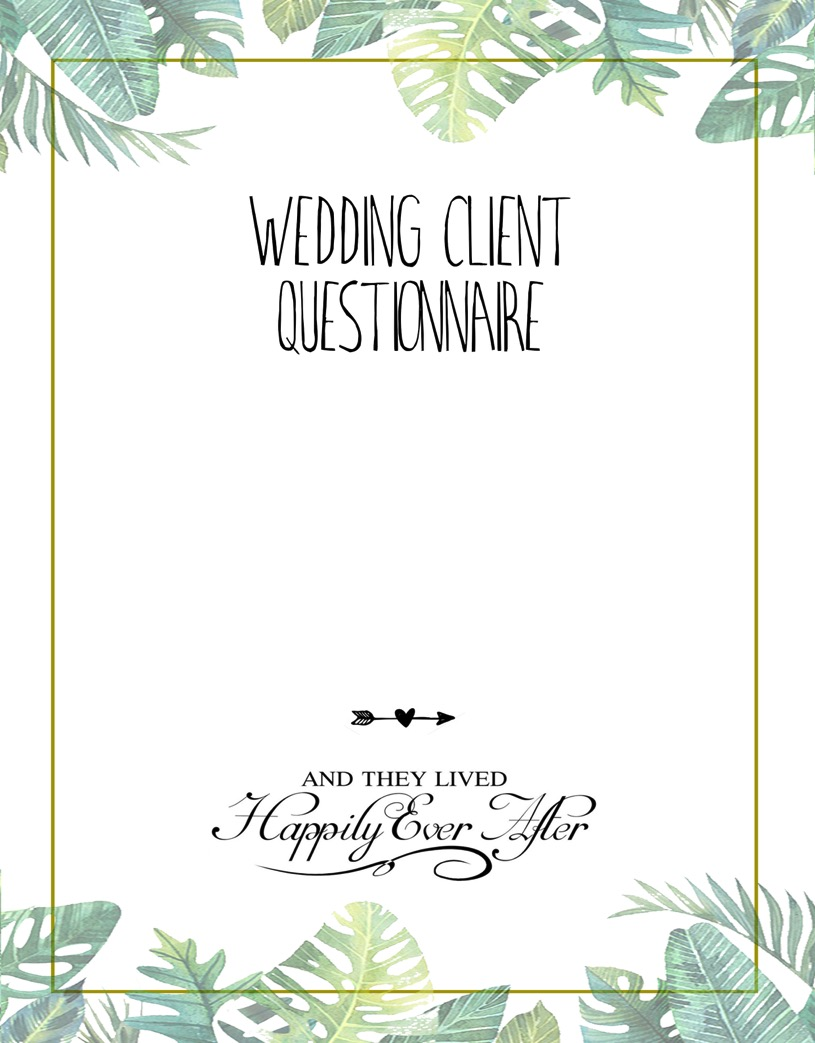 WEDDING CLIENT
QUESTIONNAIRE
AND THEY LIVED
Happily Ever After